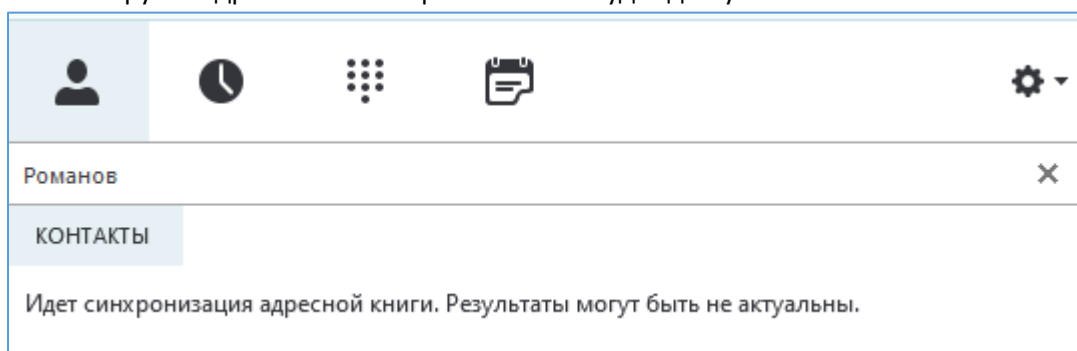 Романов
КОНТАКТЫ
Идет синхронизация адресной книги. Результаты могут быть не актуальны.